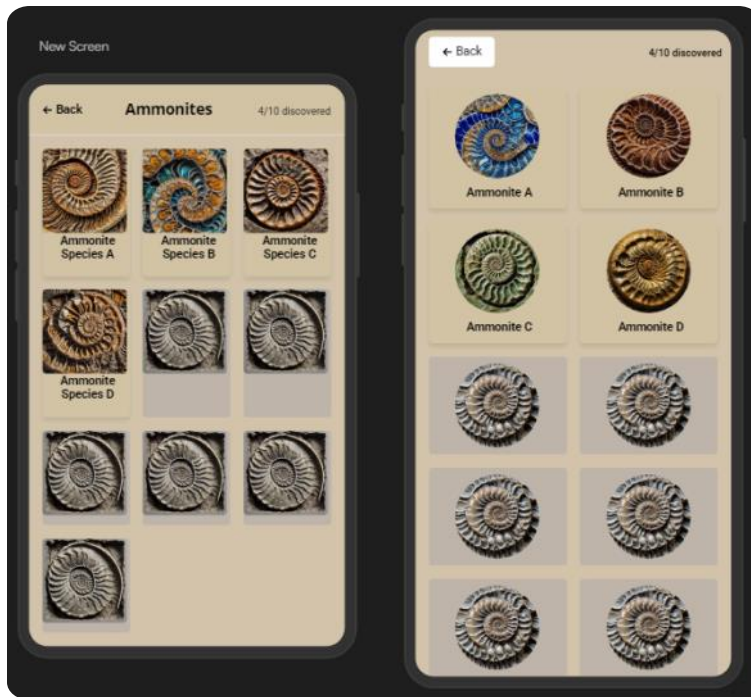 New Screen
← Back
Ammonites
4/10 discovered
Ammonite
Species A
Ammonite
Species B
Ammonite
Species C
Ammonite
Species D
← Back
4/10 discovered
Ammonite A
Ammonite B
Ammonite C
Ammonite D